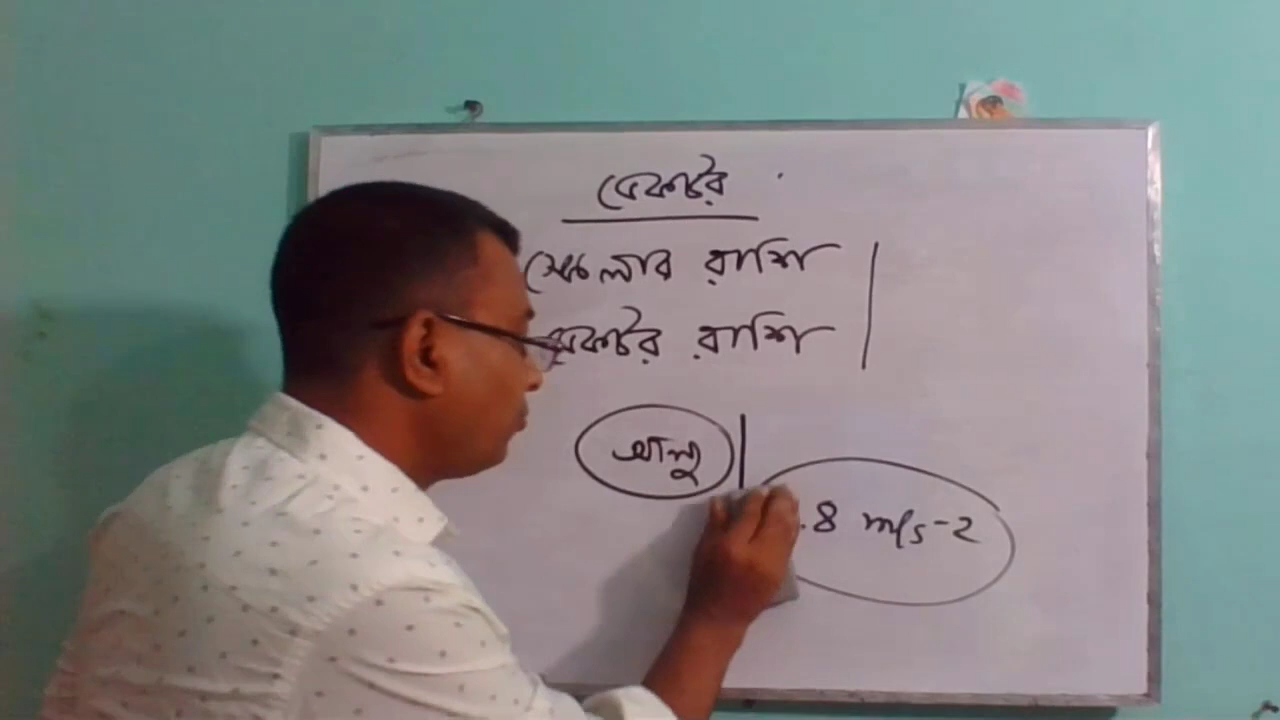 ভেক্টর
স্কেলার রাশি
ভেক্টর রাশি
আলু
.8 m/s-2